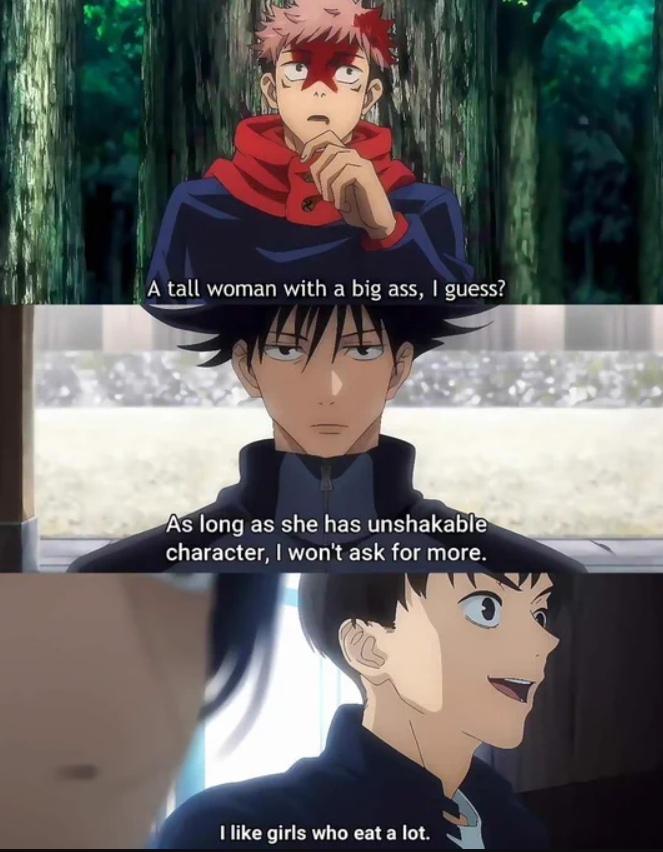 A tall woman with a big ass, I guess?
As long as she has unshakable
character, I won't ask for more.
I like girls who eat a lot.